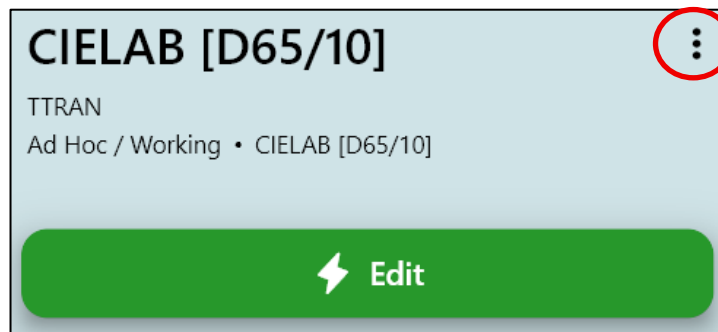 CIELAB [D65/10]
TTRAN
Ad Hoc / Working • CIELAB [D65/10]
Edit